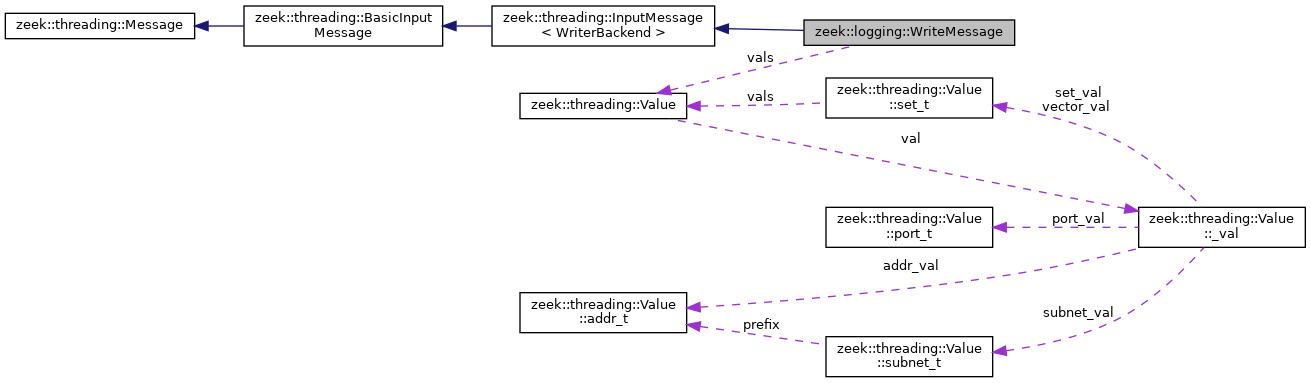 zeek::threading::Message
zeek::threading::BasicInput
Message
zeek::threading::InputMessage
< WriterBackend >
zeek::logging::WriteMessage
vals
zeek::threading::Value
vals
zeek::threading::Value
::set_t
set_val
vector_val
val
zeek::threading::Value
::port_t
port_val
zeek::threading::Value
::_val
addr_val
zeek::threading::Value
::addr_t
prefix
subnet_val
zeek::threading::Value
::subnet_t